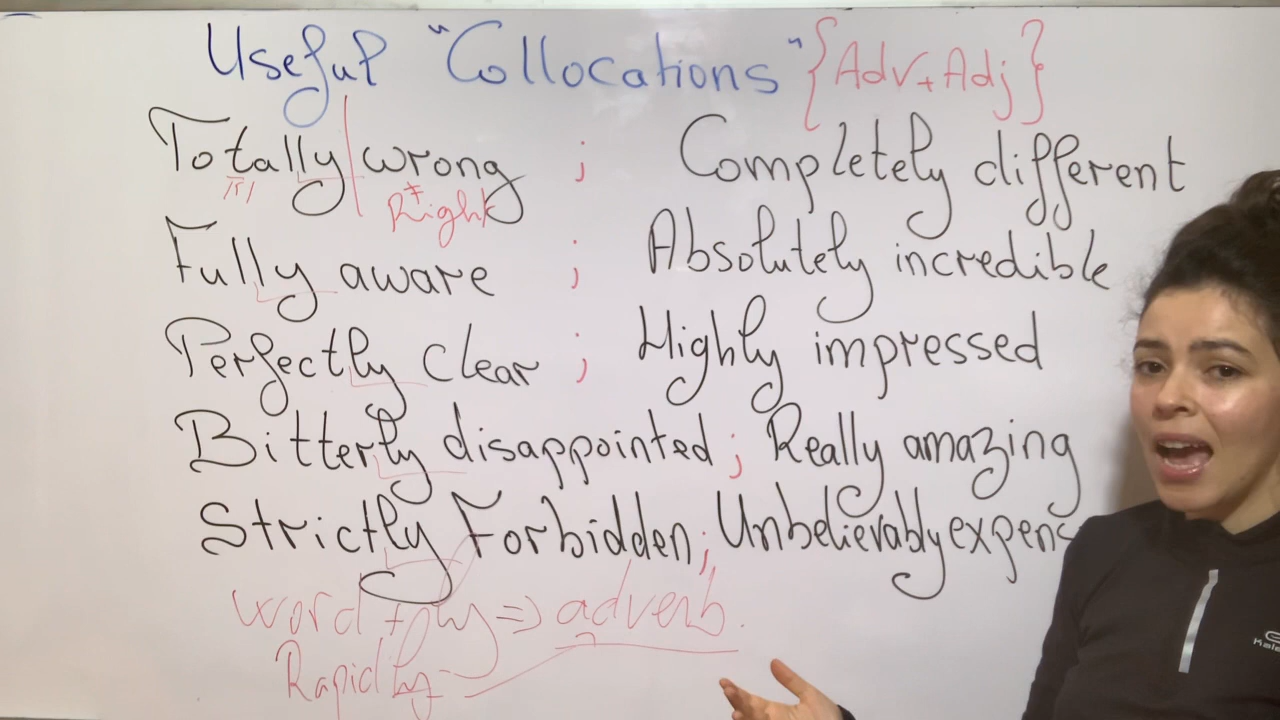 Useful "Collocations" {Adv+Adj}
Totally wrong ; Completely different
≠ Right
Fully aware ; Absolutely incredible
Perfectly clear ; Highly impressed
Bitterly disappointed ; Really amazing
Strictly Forbidden ; Unbelievably expens
word + ly => adverb.
Rapidly